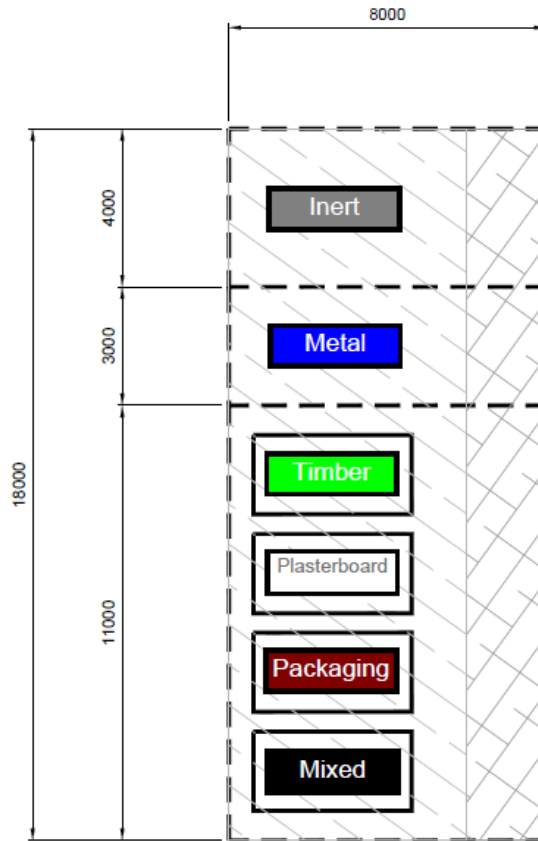 8000
4000
Inert
3000
Metal
18000
11000
Timber
Plasterboard
Packaging
Mixed